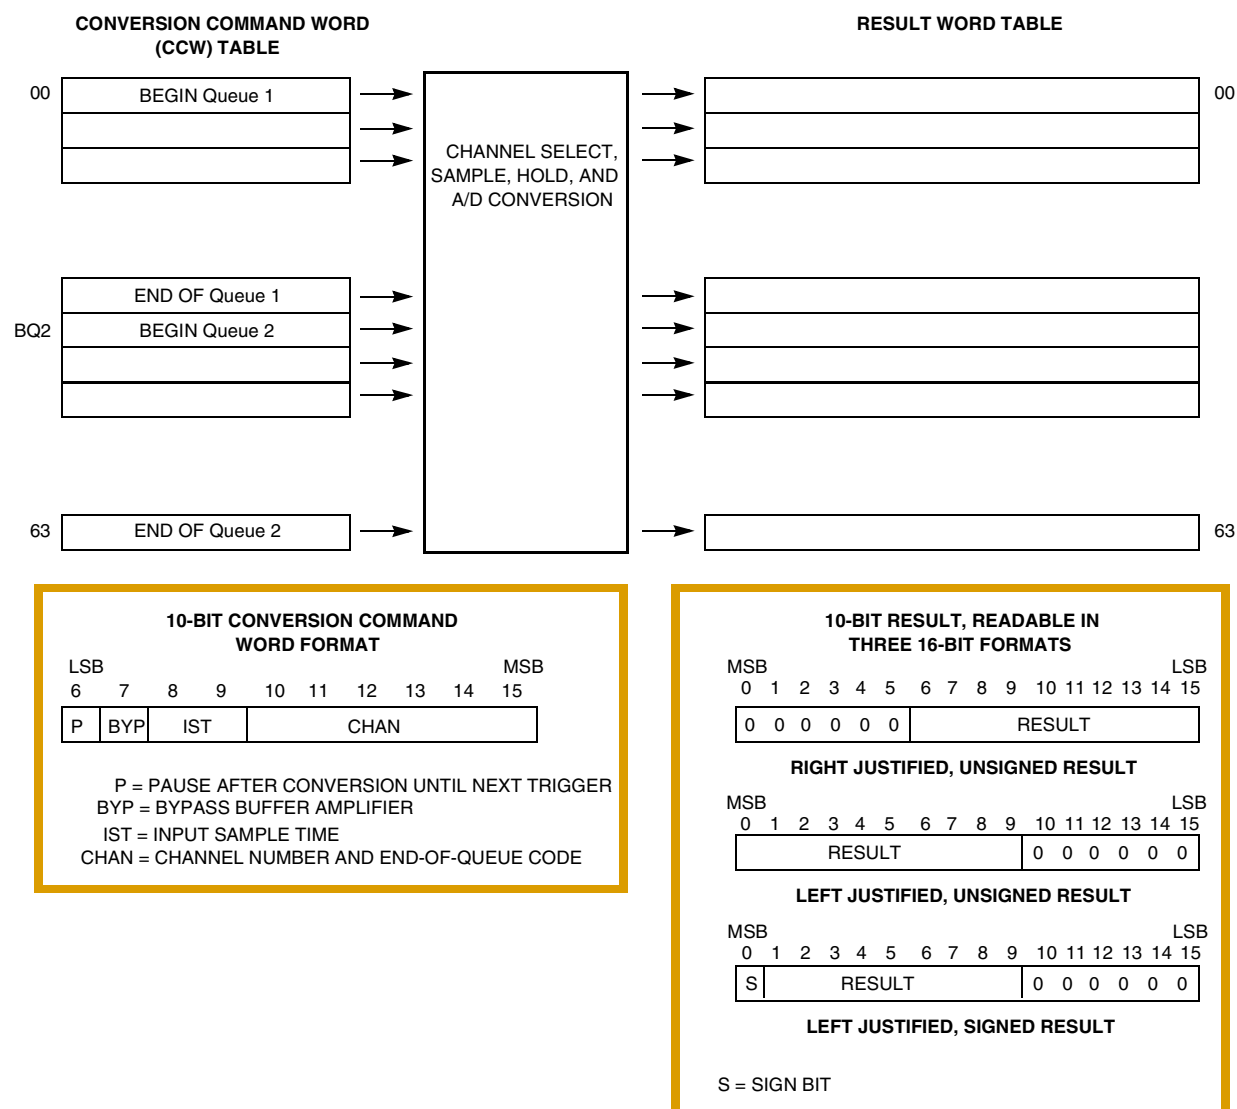 CONVERSION COMMAND WORD
(CCW) TABLE
RESULT WORD TABLE
00
BEGIN Queue 1
00
CHANNEL SELECT,
SAMPLE, HOLD, AND
A/D CONVERSION
END OF Queue 1
BQ2
BEGIN Queue 2
63
END OF Queue 2
63
10-BIT CONVERSION COMMAND
WORD FORMAT
LSB MSB
6 7 8 9 10 11 12 13 14 15
P BYP IST CHAN
P = PAUSE AFTER CONVERSION UNTIL NEXT TRIGGER
BYP = BYPASS BUFFER AMPLIFIER
IST = INPUT SAMPLE TIME
CHAN = CHANNEL NUMBER AND END-OF-QUEUE CODE
10-BIT RESULT, READABLE IN
THREE 16-BIT FORMATS
MSB LSB
0 1 2 3 4 5 6 7 8 9 10 11 12 13 14 15
0 0 0 0 0 0 RESULT
RIGHT JUSTIFIED, UNSIGNED RESULT
MSB LSB
0 1 2 3 4 5 6 7 8 9 10 11 12 13 14 15
RESULT 0 0 0 0 0 0
LEFT JUSTIFIED, UNSIGNED RESULT
MSB LSB
0 1 2 3 4 5 6 7 8 9 10 11 12 13 14 15
S RESULT 0 0 0 0 0 0
LEFT JUSTIFIED, SIGNED RESULT
S = SIGN BIT